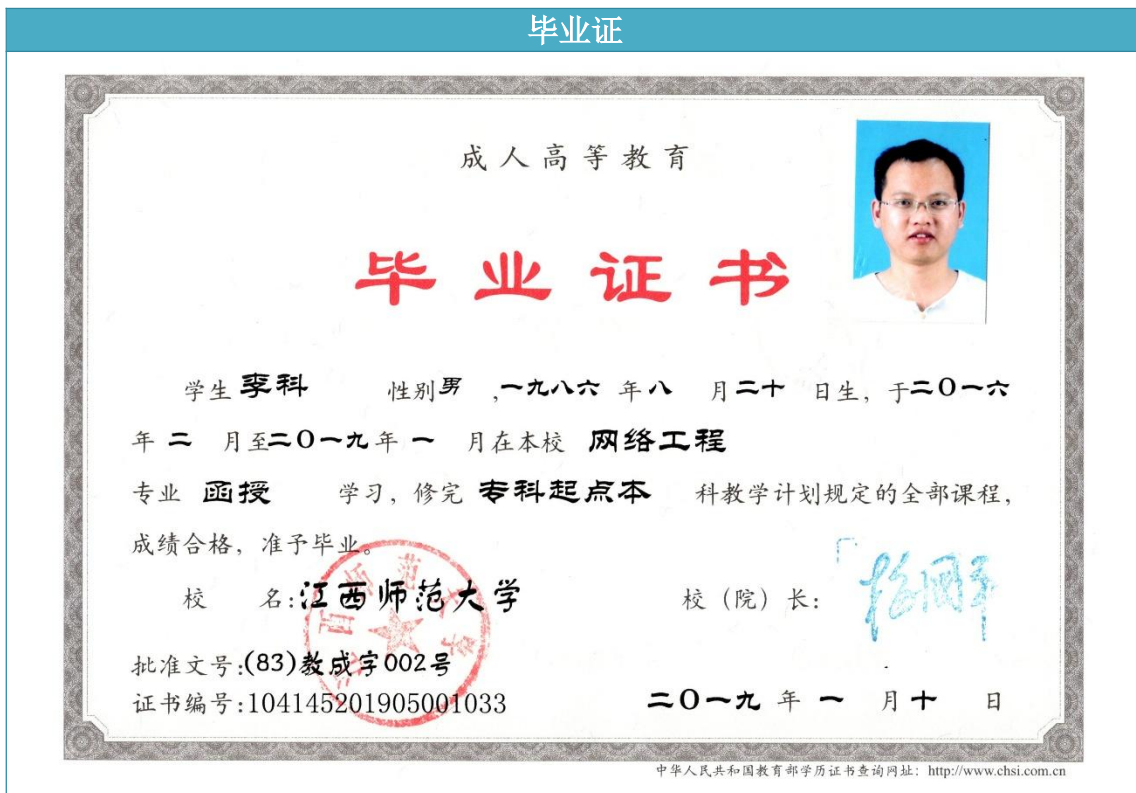 毕业证
成人高等教育
毕业证书
学生 李科 性别 男 ,一九八六 年 八 月 二十 日生，于 二0一六
年 二 月至 二0一九 年 一 月在本校 网络工程
专业 函授 学习，修完 专科起点本 科教学计划规定的全部课程，
成绩合格，准予毕业。
校 名:江西师范大学 校（院）长:
批准文号:(83)教成字002号
证书编号:104145201905001033 二0一九 年 一 月 十 日
中华人民共和国教育部学历证书查询网址: http://www.chsi.com.cn